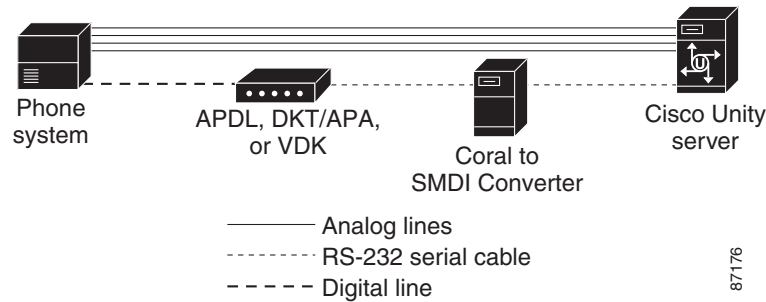 U
Phone
system
APDL, DKT/APA,
or VDK
Coral to
SMDI Converter
Cisco Unity
server
Analog lines
RS-232 serial cable
Digital line
87176